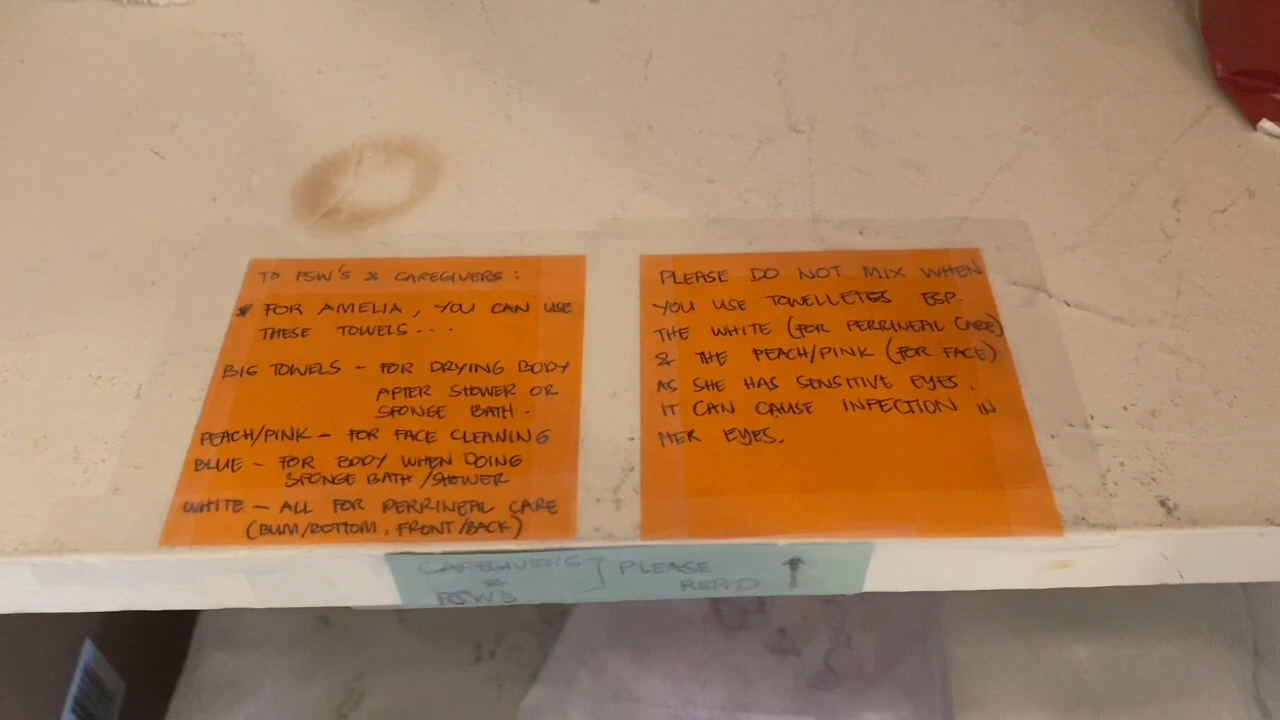 TO PSW'S & CAREGIVERS:
* FOR AMELIA, YOU CAN USE
THESE TOWELS...
BIG TOWELS - FOR DRYING BODY
AFTER SHOWER OR
SPONGE BATH.
PEACH/PINK - FOR FACE CLEANING
BLUE - FOR BODY WHEN DOING
SPONGE BATH/SHOWER
WHITE - ALL FOR PERRINEAL CARE
(BUM/BOTTOM, FRONT/BACK)
PLEASE DO NOT MIX WHEN
YOU USE TOWELLETES ESP.
THE WHITE (FOR PERRINEAL CARE)
& THE PEACH/PINK (FOR FACE)
AS SHE HAS SENSITIVE EYES.
IT CAN CAUSE INFECTION IN
HER EYES.
CAREGIVERS
& PSW'S
PLEASE
READ ↑